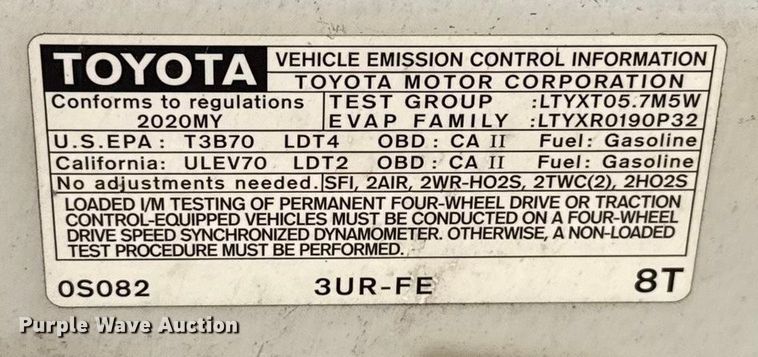 TOYOTA VEHICLE EMISSION CONTROL INFORMATION
TOYOTA MOTOR CORPORATION
Conforms to regulations TEST GROUP :LTYXT05.7M5W
2020MY EVAP FAMILY :LTYXR0190P32
U.S.EPA: T3B70 LDT4 OBD: CA II Fuel: Gasoline
California: ULEV70 LDT2 OBD: CA II Fuel: Gasoline
No adjustments needed. SFI, 2AIR, 2WR-HO2S, 2TWC(2), 2HO2S
LOADED I/M TESTING OF PERMANENT FOUR-WHEEL DRIVE OR TRACTION
CONTROL-EQUIPPED VEHICLES MUST BE CONDUCTED ON A FOUR-WHEEL
DRIVE SPEED SYNCHRONIZED DYNAMOMETER. OTHERWISE, A NON-LOADED
TEST PROCEDURE MUST BE PERFORMED.
0S082 3UR-FE 8T
Purple Wave Auction